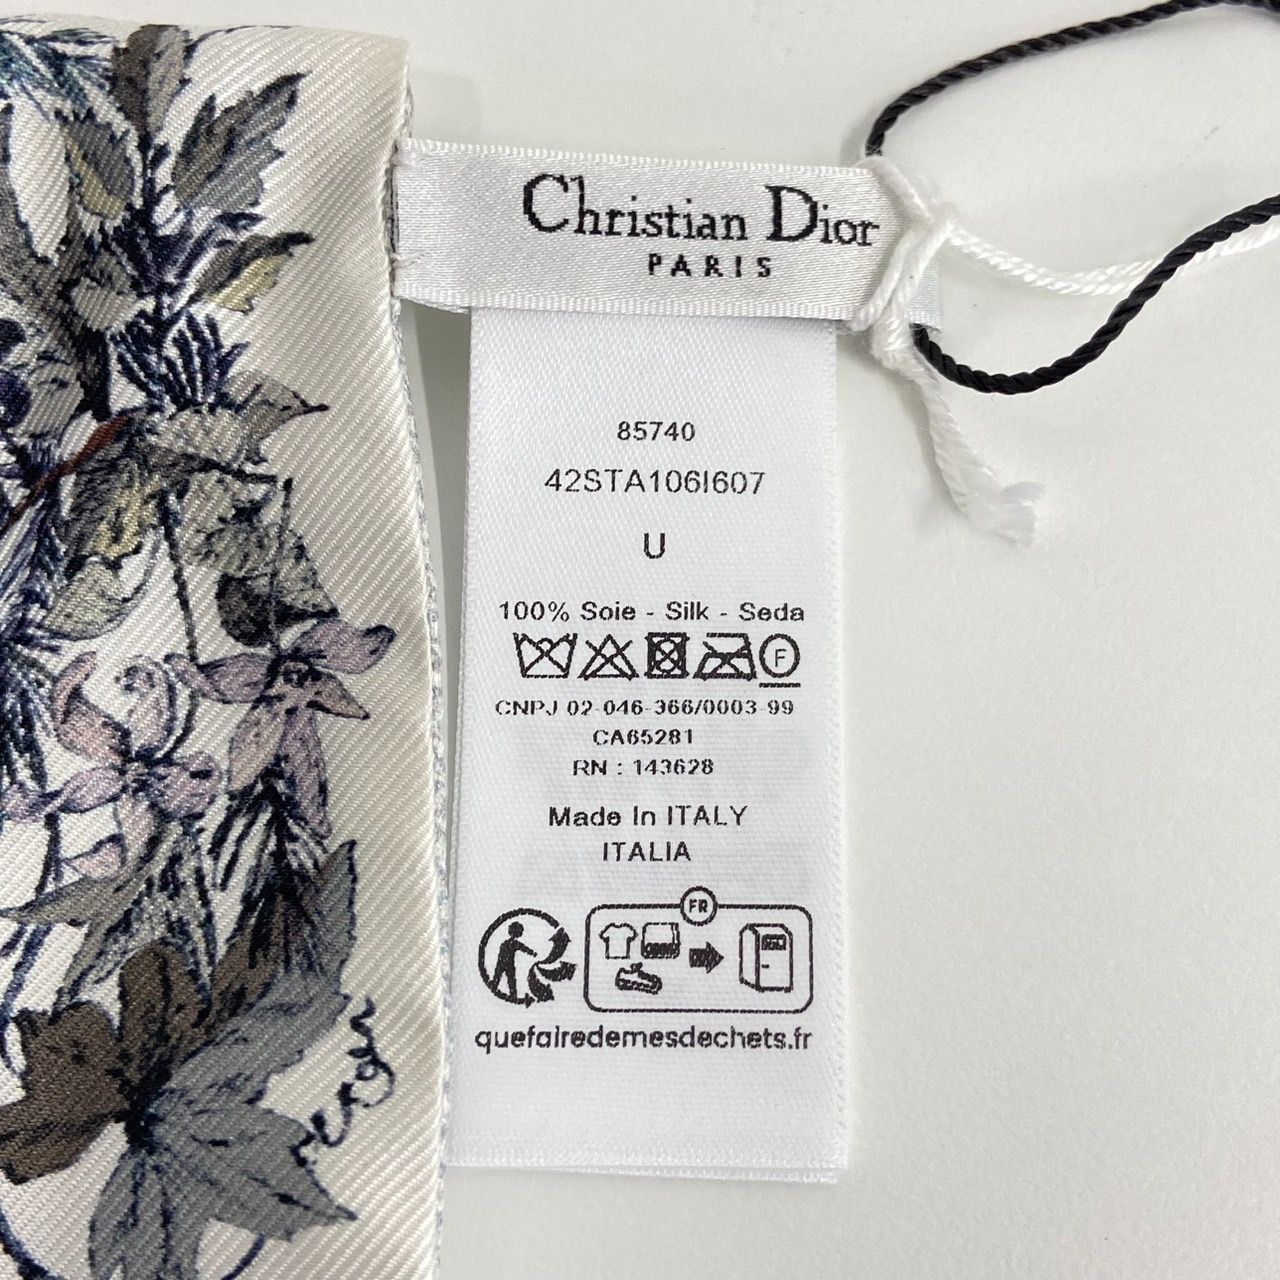 Christian Dior
PARIS
85740
42STA106I607
U
100% Soie - Silk - Seda
F
CNPJ 02-046-366/0003-99
CA65281
RN : 143628
Made In ITALY
ITALIA
FR
quefairedemesdechets.fr